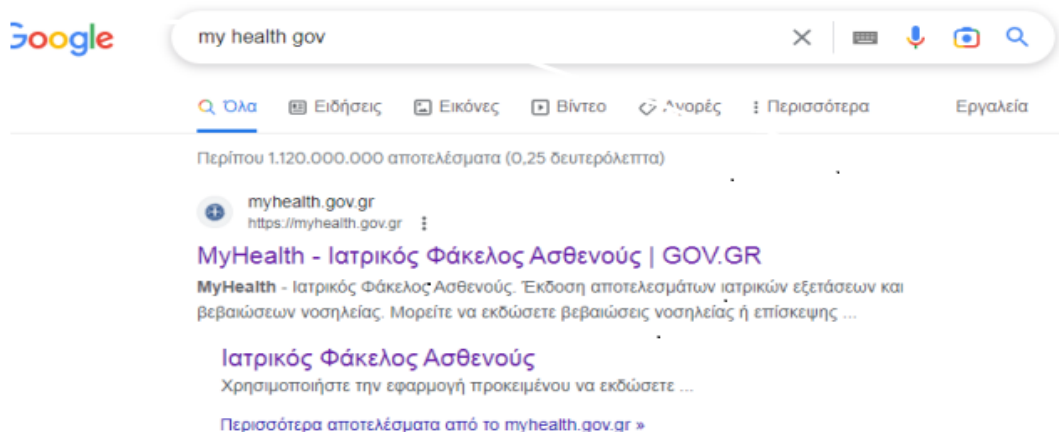 Google
my health gov
Όλα Ειδήσεις Εικόνες Βίντεο Αγορές Περισσότερα Εργαλεία
Περίπου 1.120.000.000 αποτελέσματα (0,25 δευτερόλεπτα)
myhealth.gov.gr
https://myhealth.gov.gr
MyHealth - Ιατρικός Φάκελος Ασθενούς | GOV.GR
MyHealth - Ιατρικός Φάκελος Ασθενούς. Έκδοση αποτελεσμάτων ιατρικών εξετάσεων και
βεβαιώσεων νοσηλείας. Μορείτε να εκδώσετε βεβαιώσεις νοσηλείας ή επίσκεψης ...
Ιατρικός Φάκελος Ασθενούς
Χρησιμοποιήστε την εφαρμογή προκειμένου να εκδώσετε ...
Περισσότερα αποτελέσματα από το myhealth.gov.gr »